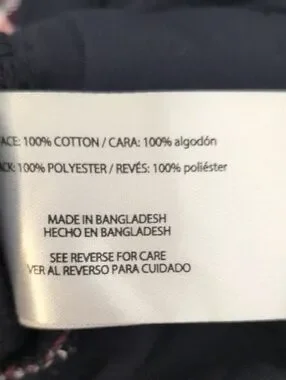 ACE: 100% COTTON / CARA: 100% algodón
ACK: 100% POLYESTER / REVÉS: 100% poliéster
MADE IN BANGLADESH
HECHO EN BANGLADESH
SEE REVERSE FOR CARE
VER AL REVERSO PARA CUIDADO